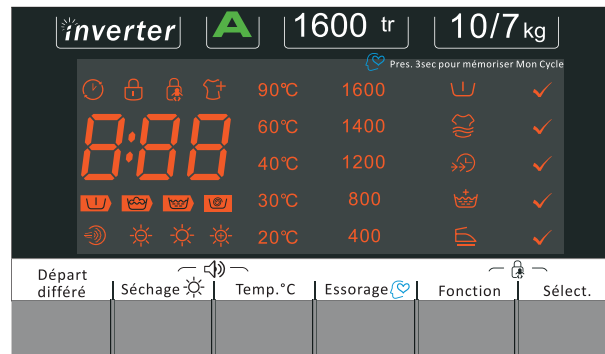 inverter A 1600 tr 10/7 kg
Pres. 3sec pour mémoriser Mon Cycle
90°C 1600
8:88
60°C 1400
40°C 1200
30°C 800
20°C 400
Départ différé
Séchage
Temp.°C
Essorage
Fonction
Sélect.